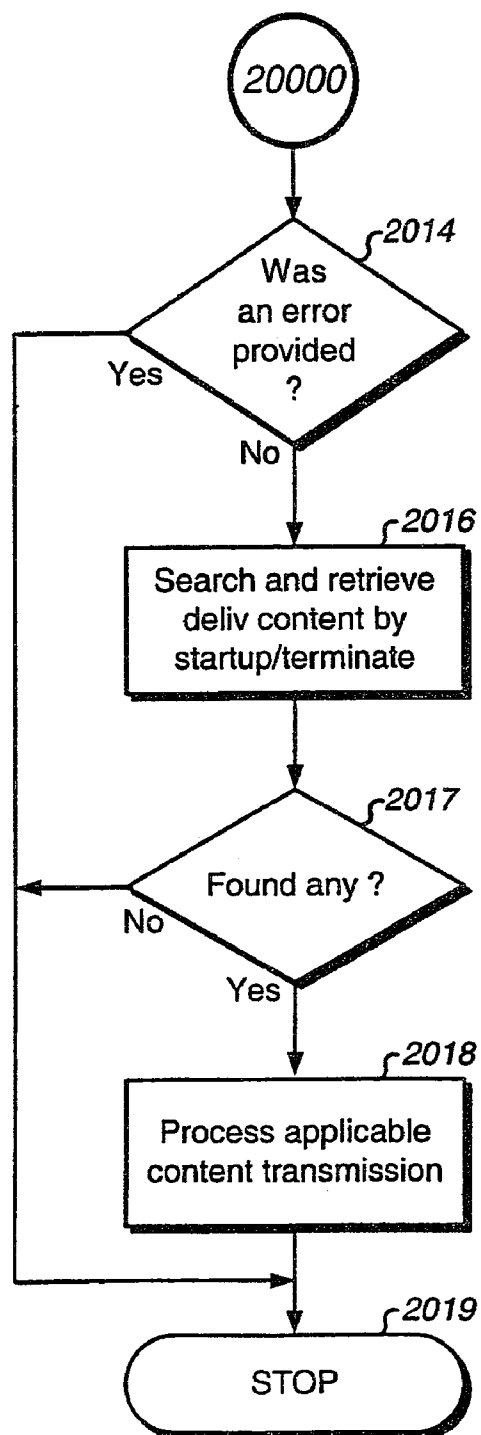 20000
2014
Was
an error
provided
?
Yes
No
2016
Search and retrieve
deliv content by
startup/terminate
2017
Found any ?
No
Yes
2018
Process applicable
content transmission
2019
STOP